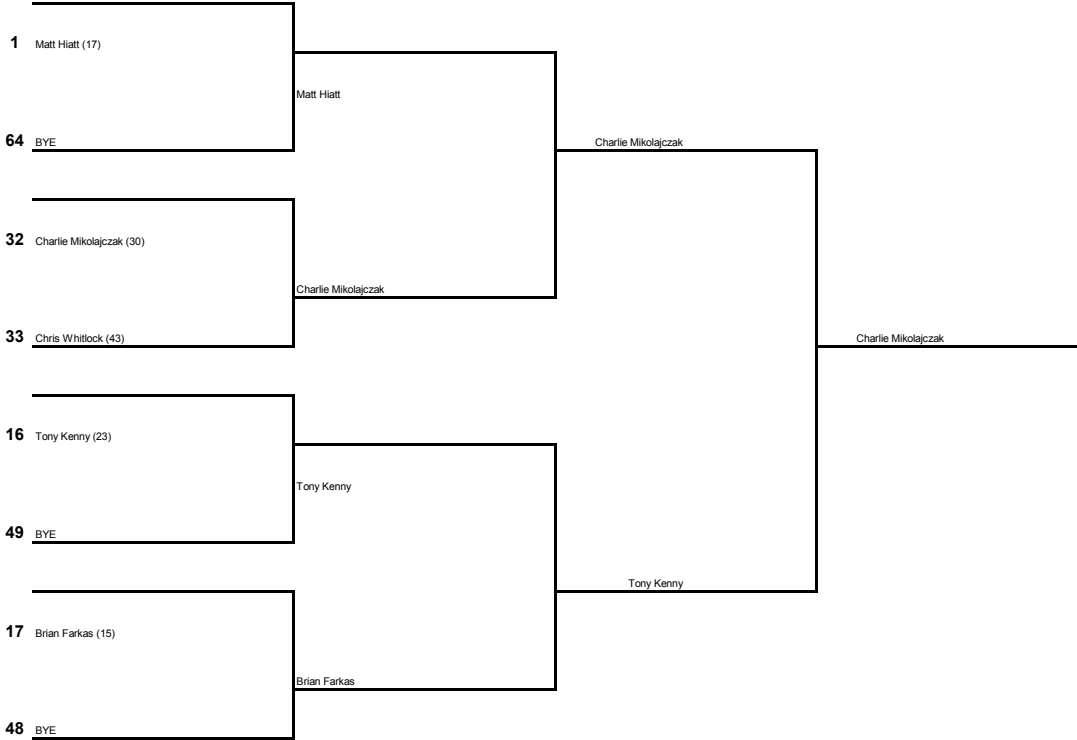 1 Matt Hiatt (17)
Matt Hiatt
64 BYE
Charlie Mikolajczak
32 Charlie Mikolajczak (30)
Charlie Mikolajczak
33 Chris Whitlock (43)
Charlie Mikolajczak
16 Tony Kenny (23)
Tony Kenny
49 BYE
Tony Kenny
17 Brian Farkas (15)
Brian Farkas
48 BYE